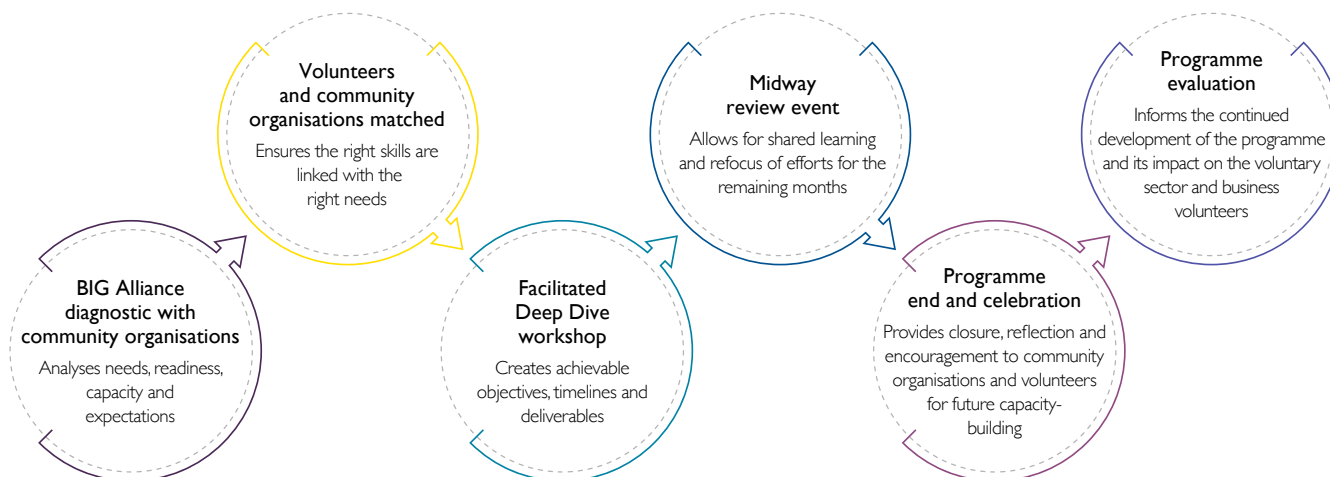 BIG Alliance
diagnostic with
community organisations
Analyses needs, readiness,
capacity and
expectations
Volunteers
and community
organisations matched
Ensures the right skills are
linked with the
right needs
Facilitated
Deep Dive
workshop
Creates achievable
objectives, timelines and
deliverables
Midway
review event
Allows for shared learning
and refocus of efforts for the
remaining months
Programme
end and celebration
Provides closure, reflection and
encouragement to community
organisations and volunteers
for future capacity-
building
Programme
evaluation
Informs the continued
development of the programme
and its impact on the voluntary
sector and business
volunteers